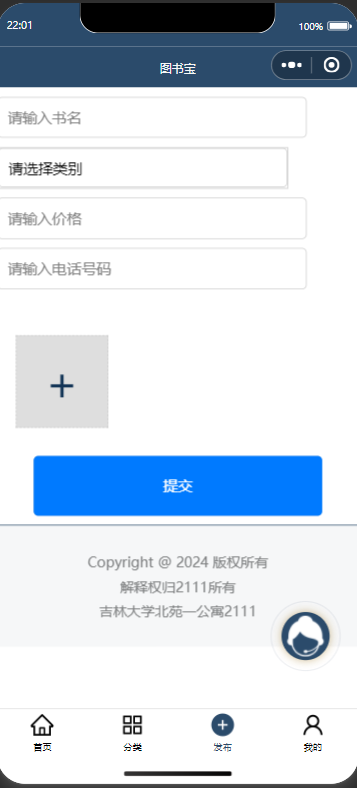 22:01
100%
图书宝
请输入书名
请选择类别
请输入价格
请输入电话号码
提交
Copyright @ 2024 版权所有
解释权归2111所有
吉林大学北苑一公寓2111
首页
分类
发布
我的